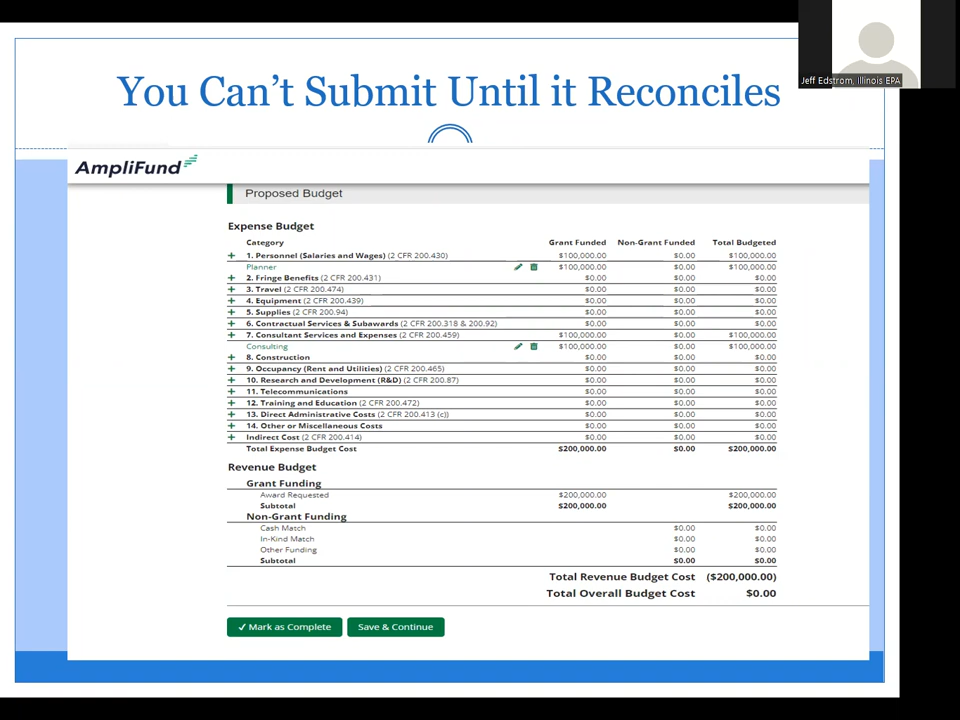 Jeff Edstrom, Illinois EPA
You Can't Submit Until it Reconciles
AmpliFund
Proposed Budget
Expense Budget
Category Grant Funded Non-Grant Funded Total Budgeted
+ 1. Personnel (Salaries and Wages) (2 CFR 200.430) $100,000.00 $0.00 $100,000.00
Planner $100,000.00 $0.00 $100,000.00
+ 2. Fringe Benefits (2 CFR 200.431) $0.00 $0.00 $0.00
+ 3. Travel (2 CFR 200.474) $0.00 $0.00 $0.00
+ 4. Equipment (2 CFR 200.439) $0.00 $0.00 $0.00
+ 5. Supplies (2 CFR 200.94) $0.00 $0.00 $0.00
+ 6. Contractual Services & Subawards (2 CFR 200.318 & 200.92) $0.00 $0.00 $0.00
+ 7. Consultant Services and Expenses (2 CFR 200.459) $100,000.00 $0.00 $100,000.00
Consulting $100,000.00 $0.00 $100,000.00
+ 8. Construction $0.00 $0.00 $0.00
+ 9. Occupancy (Rent and Utilities) (2 CFR 200.465) $0.00 $0.00 $0.00
+ 10. Research and Development (R&D) (2 CFR 200.87) $0.00 $0.00 $0.00
+ 11. Telecommunications $0.00 $0.00 $0.00
+ 12. Training and Education (2 CFR 200.472) $0.00 $0.00 $0.00
+ 13. Direct Administrative Costs (2 CFR 200.413 (c)) $0.00 $0.00 $0.00
+ 14. Other or Miscellaneous Costs $0.00 $0.00 $0.00
+ Indirect Cost (2 CFR 200.414) $0.00 $0.00 $0.00
Total Expense Budget Cost $200,000.00 $0.00 $200,000.00
Revenue Budget
Grant Funding
Award Requested $200,000.00 $200,000.00
Subtotal $200,000.00 $200,000.00
Non-Grant Funding
Cash Match $0.00 $0.00
In-Kind Match $0.00 $0.00
Other Funding $0.00 $0.00
Subtotal $0.00 $0.00
Total Revenue Budget Cost ($200,000.00)
Total Overall Budget Cost $0.00
✓ Mark as Complete Save & Continue